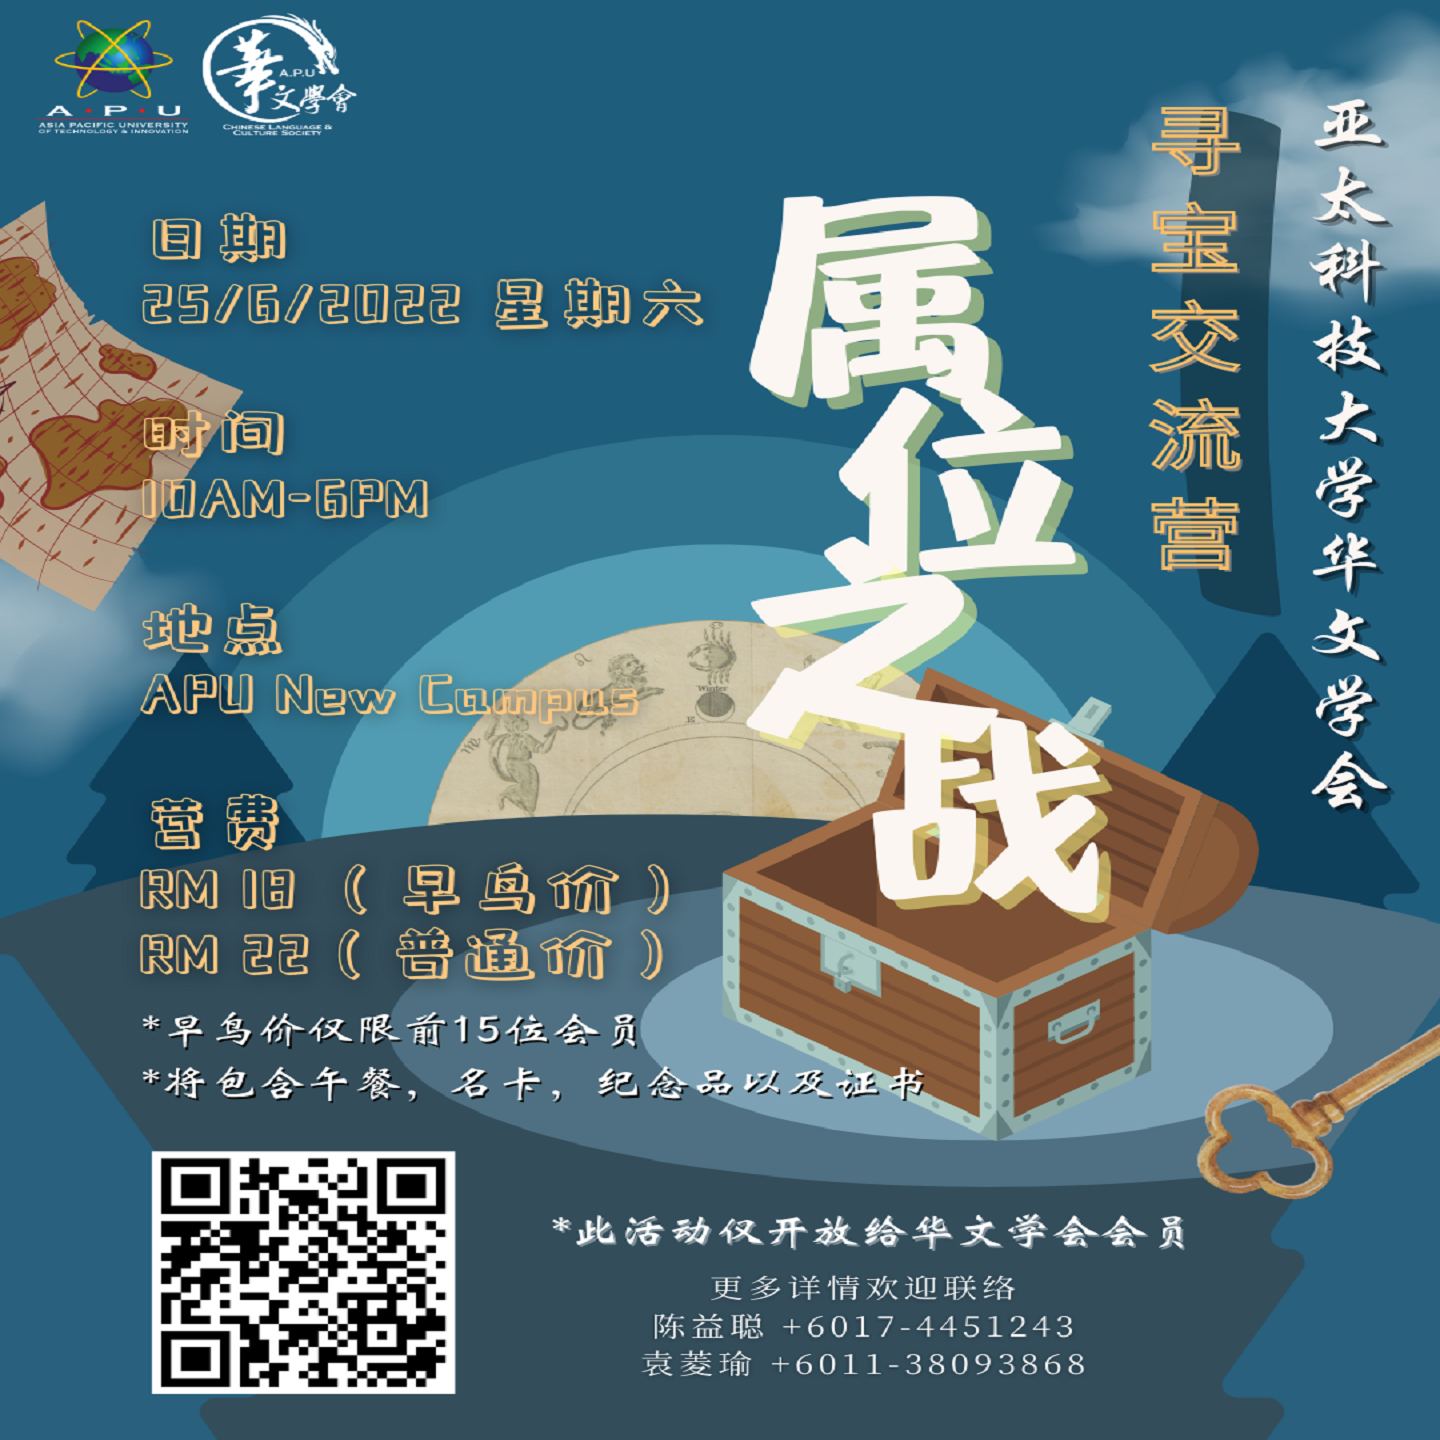 A·P·U
ASIA PACIFIC UNIVERSITY
OF TECHNOLOGY & INNOVATION
華文學會
A.P.U
CHINESE LANGUAGE &
CULTURE SOCIETY
亚太科技大学华文学会
寻宝交流营
属位之战
日期
25/6/2022 星期六
时间
10AM-6PM
地点
APU New Campus
营费
RM 18 （早鸟价）
RM 22（普通价）
*早鸟价仅限前15位会员
*将包含午餐，名卡，纪念品以及证书
Winter
*此活动仅开放给华文学会会员
更多详情欢迎联络
陈益聪 +6017-4451243
袁菱瑜 +6011-38093868